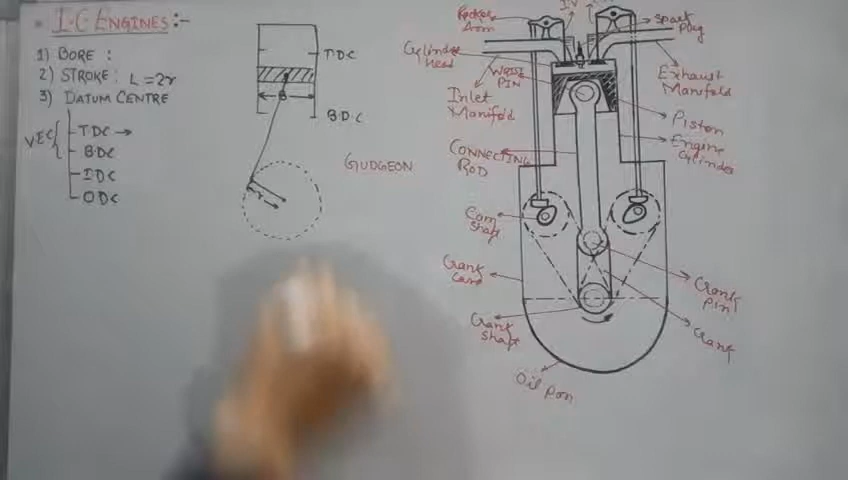 I.C ENGINES:-
1) BORE :
2) STROKE: L=2r
3) DATUM CENTRE
VEC
TDC →
BDC
IDC
ODC
T.D.C
B
B.D.C
r
GUDGEON
Rocker Arm
IV
Spark Plug
Cylinder Head
WRIST PIN
Inlet Manifold
Exhaust Manifold
Piston
Engine Cylinder
CONNECTING ROD
Cam shaft
Crank Case
Crank Pin
Crank shaft
Crank
Oil pan